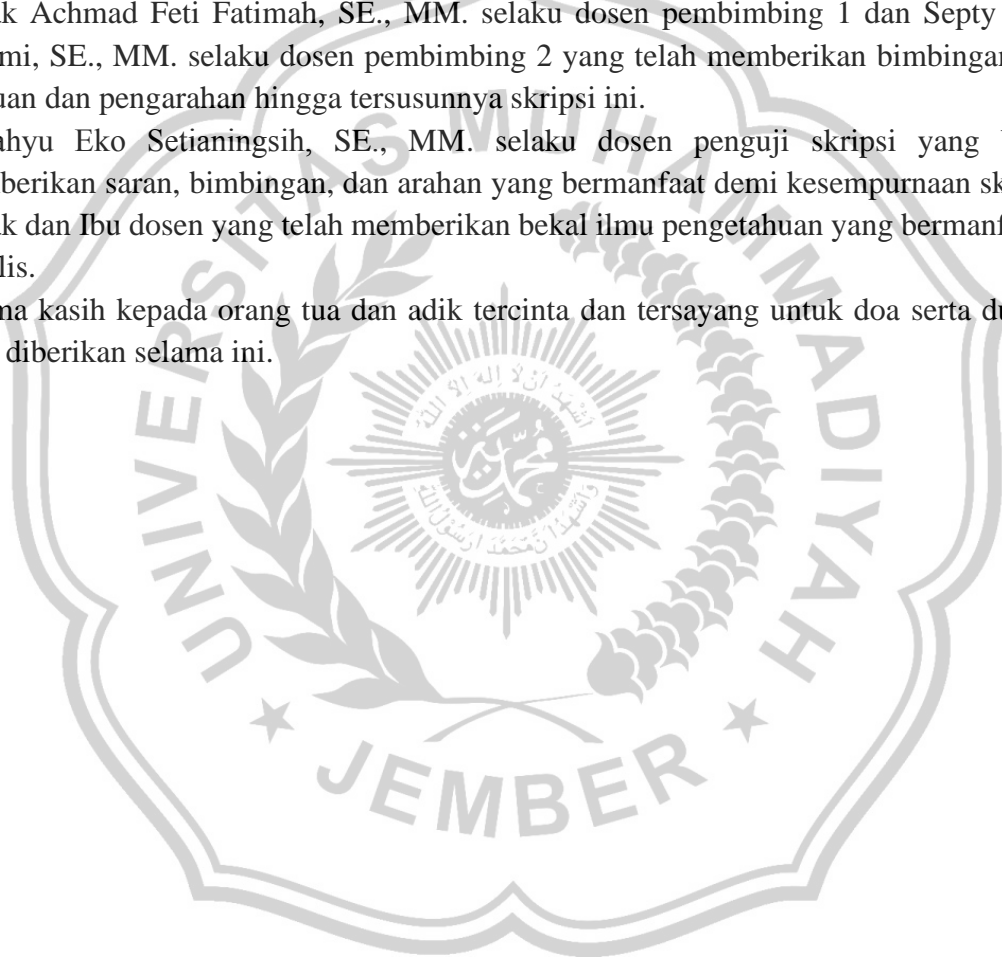 ak Achmad Feti Fatimah, SE., MM. selaku dosen pembimbing 1 dan Septy
mi, SE., MM. selaku dosen pembimbing 2 yang telah memberikan bimbingan
uan dan pengarahan hingga tersusunnya skripsi ini.
ahyu Eko Setianingsih, SE., MM. selaku dosen penguji skripsi yang
berikan saran, bimbingan, dan arahan yang bermanfaat demi kesempurnaan sk
ak dan Ibu dosen yang telah memberikan bekal ilmu pengetahuan yang bermanf
lis.
ma kasih kepada orang tua dan adik tercinta dan tersayang untuk doa serta du
diberikan selama ini.
UNIVERSITAS MUHAMMADIYAH
JEMBER